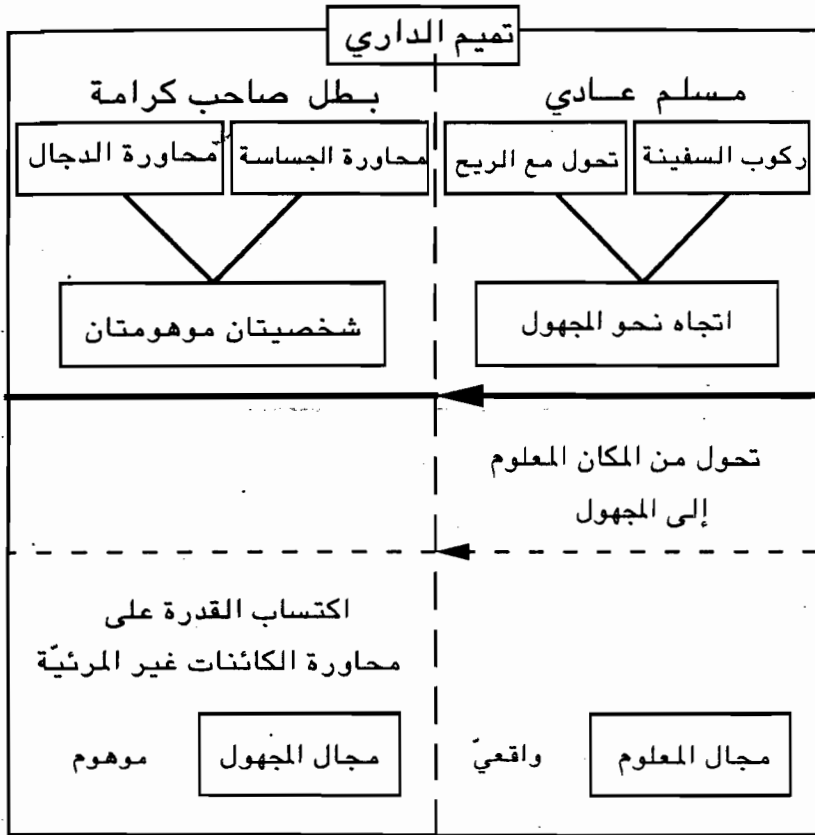 تميم الداري
مسلم عادي
بطل صاحب كرامة
ركوب السفينة
تحول مع الريح
محاورة الجساسة
محاورة الدجال
اتجاه نحو المجهول
شخصيتان موهومتان
تحول من المكان المعلوم
إلى المجهول
اكتساب القدرة على
محاورة الكائنات غير المرئيّة
مجال المعلوم
واقعيّ
مجال المجهول
موهوم